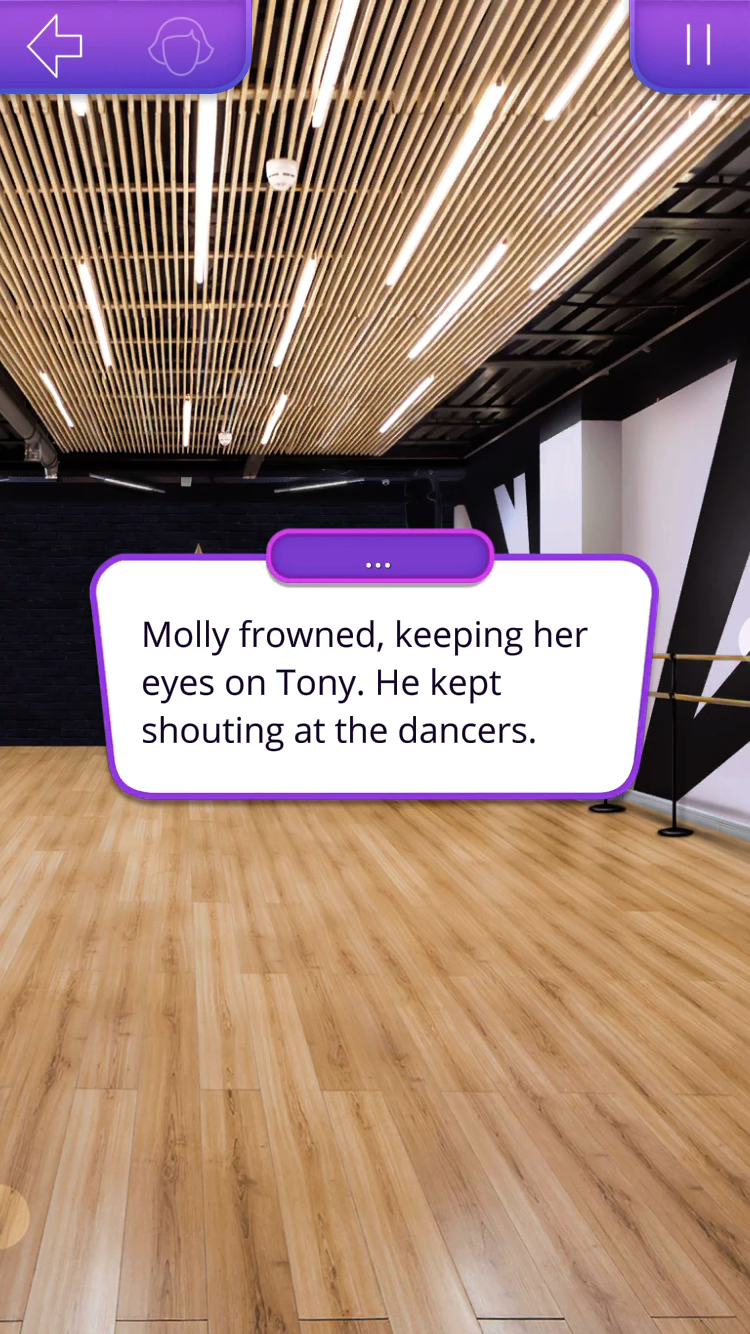 ...
Molly frowned, keeping her
eyes on Tony. He kept
shouting at the dancers.